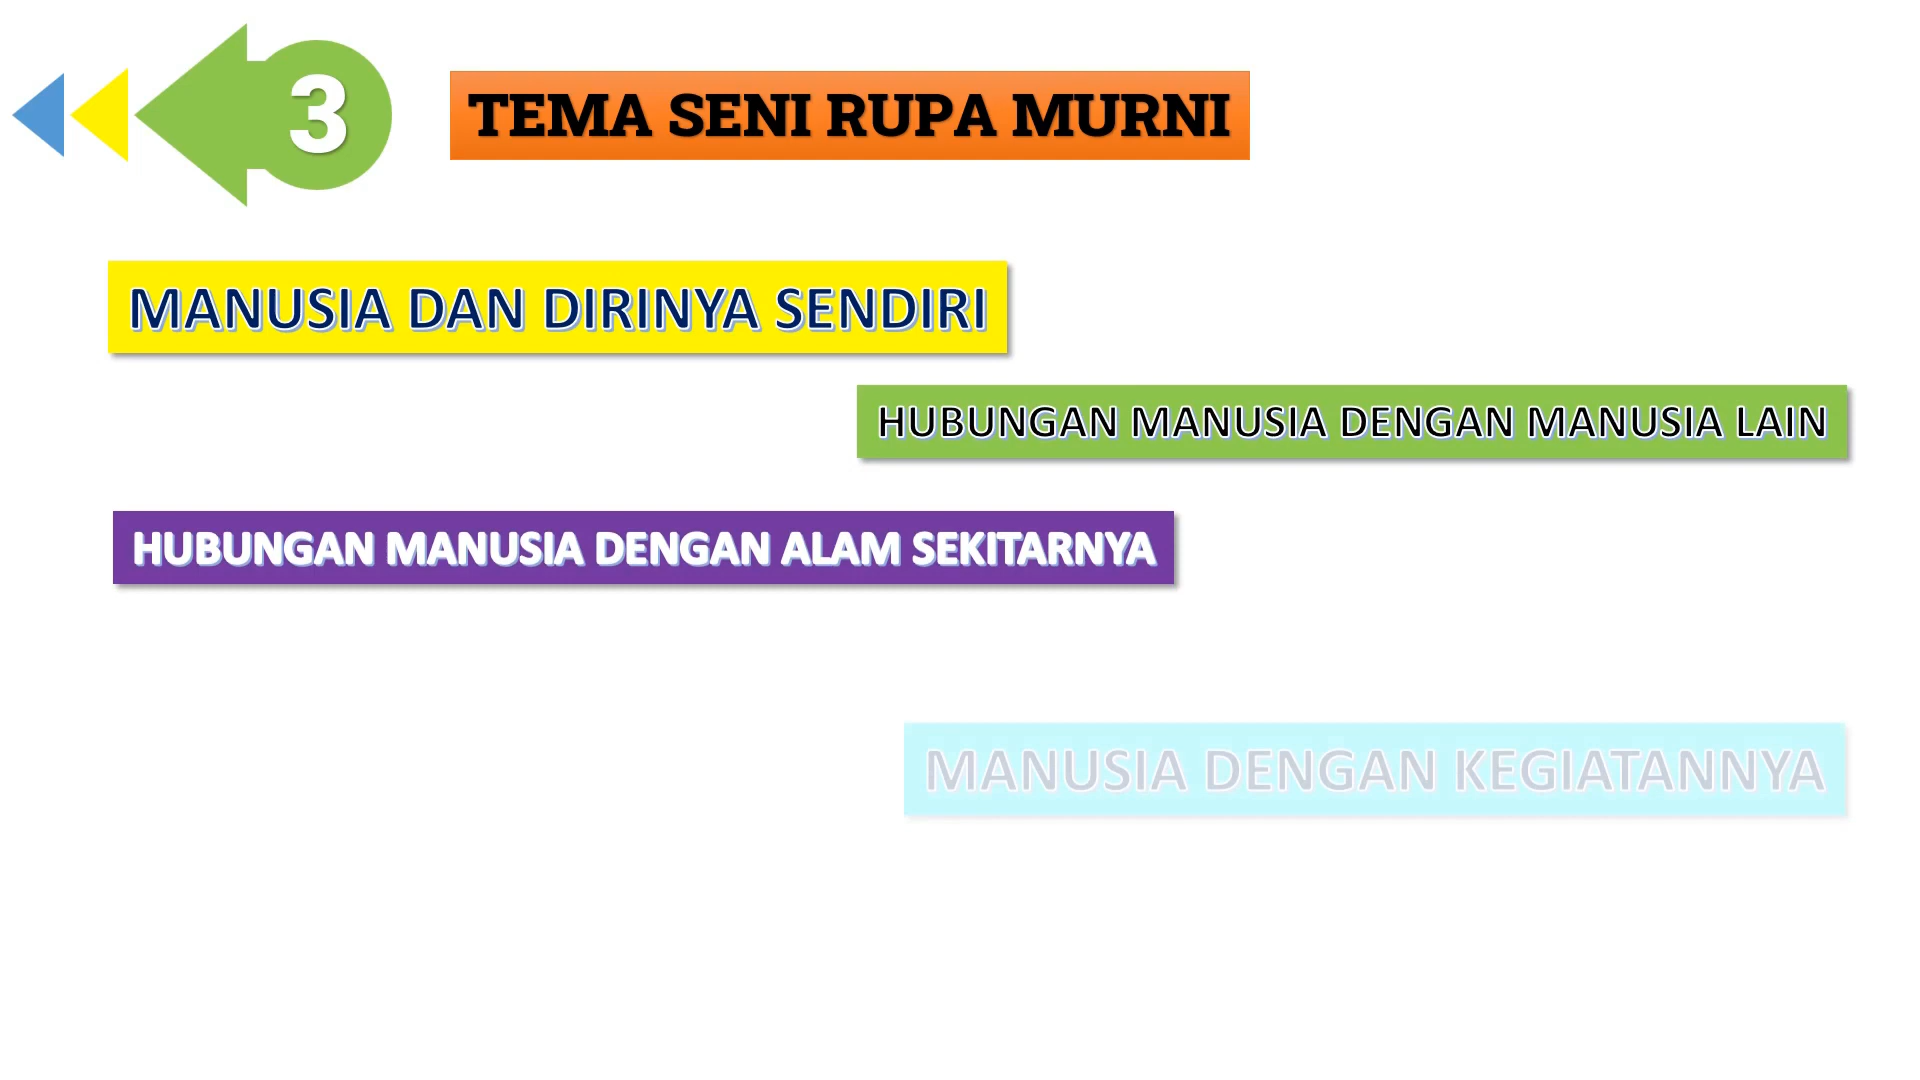 3
TEMA SENI RUPA MURNI
MANUSIA DAN DIRINYA SENDIRI
HUBUNGAN MANUSIA DENGAN MANUSIA LAIN
HUBUNGAN MANUSIA DENGAN ALAM SEKITARNYA
MANUSIA DENGAN KEGIATANNYA